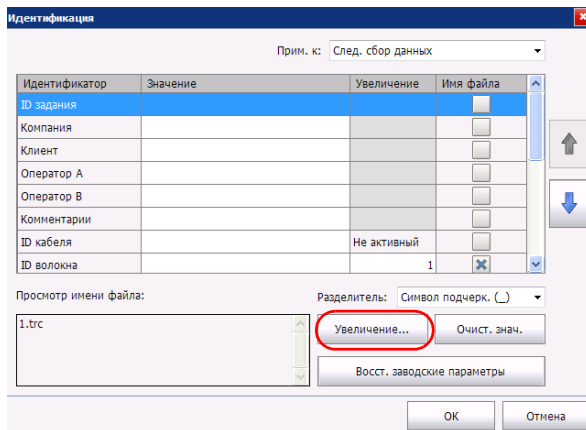 Идентификация
Прим. к: След. сбор данных
Идентификатор Значение Увеличение Имя файла
ID задания
Компания
Клиент
Оператор A
Оператор B
Комментарии
ID кабеля Не активный
ID волокна 1
Просмотр имени файла: Разделитель: Символ подчерк. (_)
1.trc Увеличение... Очист. знач.
Восст. заводские параметры
OK Отмена